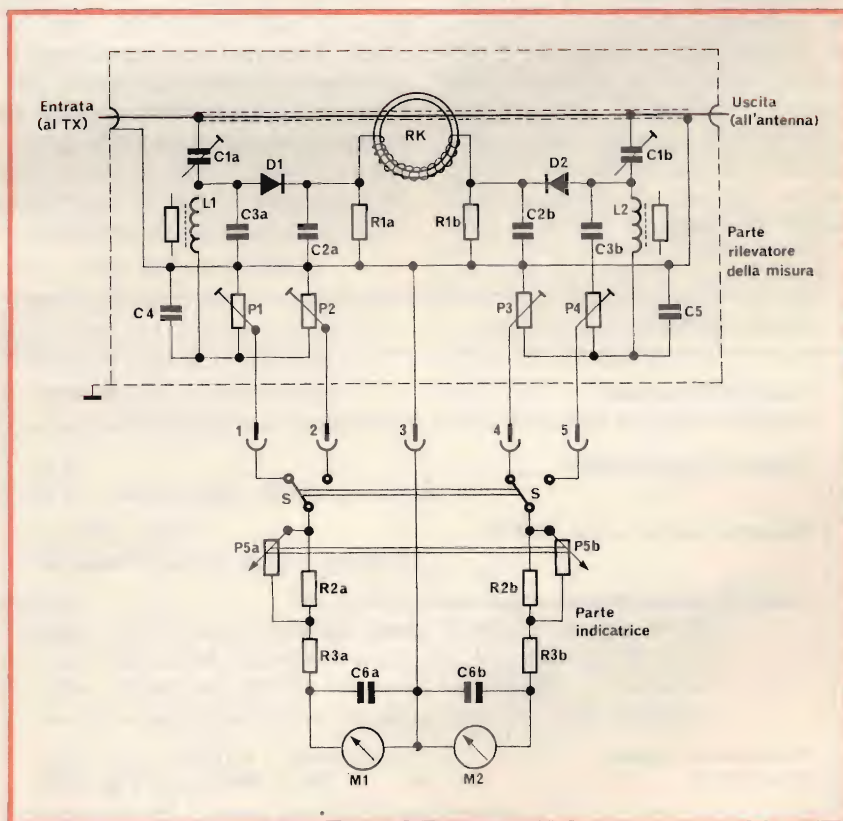 Entrata
(al TX)
Uscita
(all'antenna)
RK
C1a
C1b
D1
D2
L1
L2
C3a
C2a
R1a
R1b
C2b
C3b
Parte
rilevatore
della misura
C4
P1
P2
P3
P4
C5
1
2
3
4
5
S
S
P5a
P5b
R2a
R2b
Parte
indicatrice
R3a
R3b
C6a
C6b
M1
M2